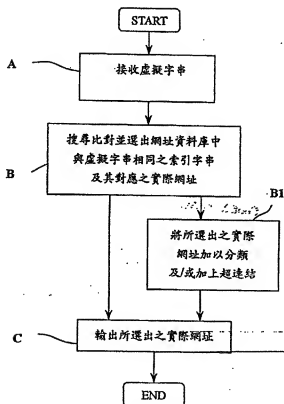 START
A
接收虛擬字串
搜尋比對並選出網址資料庫中
與虛擬字串相同之索引字串
及其對應之實際網址
B
B1
將所選出之實際
網址加以分類
及/或加上超連結
C
輸出所選出之實際網址
END